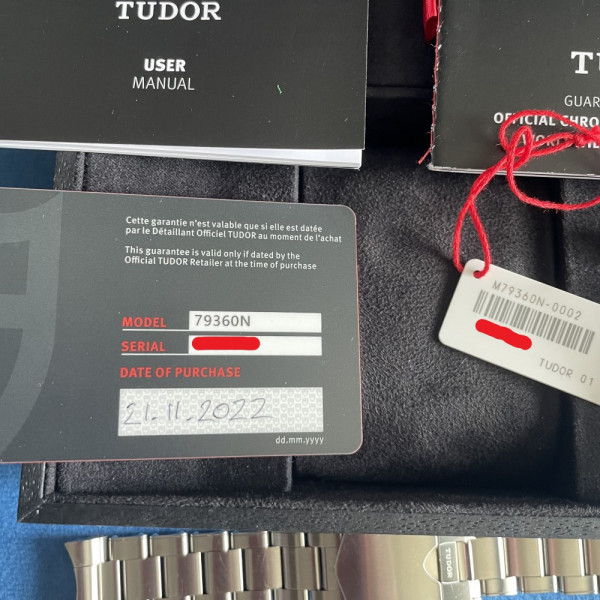 TUDOR
USER
MANUAL
GUAR
OFFICIAL CHRO
Cette garantie n'est valable que si elle est datée
par le Détaillant Officiel TUDOR au moment de l'achat
This guarantee is valid only if dated by the
Official TUDOR Retailer at the time of purchase
MODEL 79360N
SERIAL
DATE OF PURCHASE
21.11.2022
dd.mm.yyyy
M79360N-0002
TUDOR 01
TUDOR